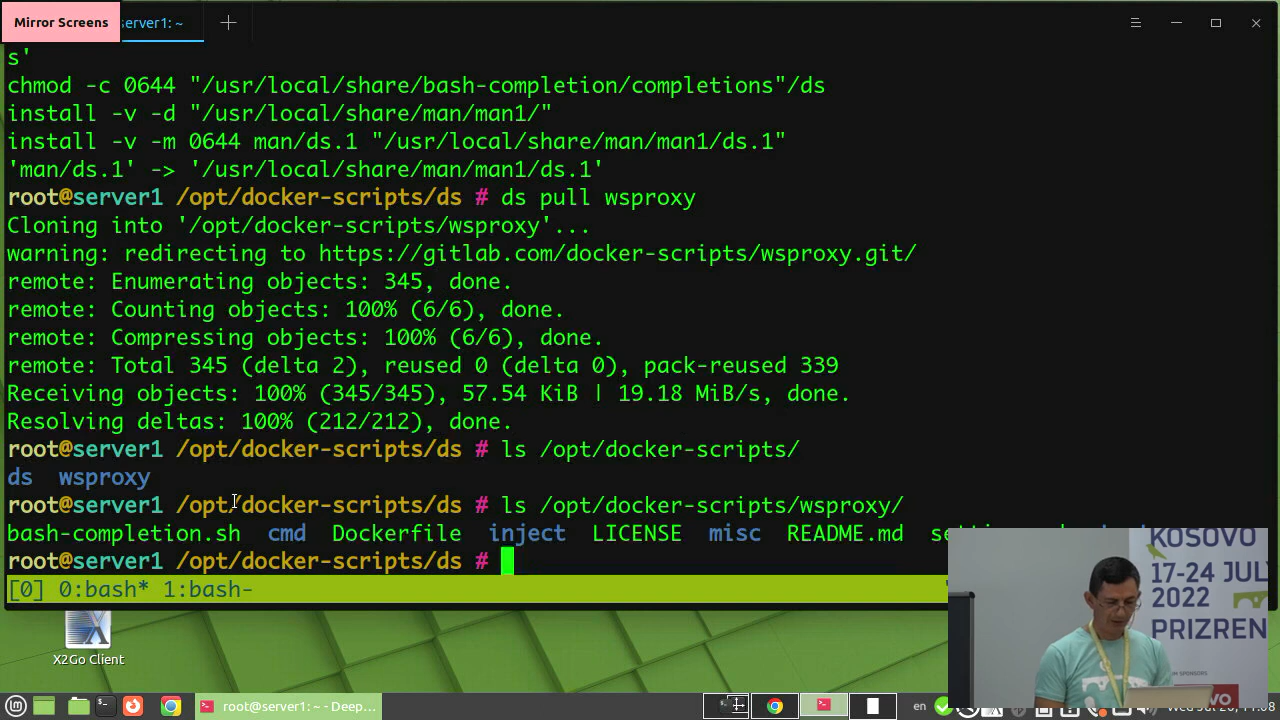 Mirror Screens
server1: ~
s'
chmod -c 0644 "/usr/local/share/bash-completion/completions"/ds
install -v -d "/usr/local/share/man/man1/"
install -v -m 0644 man/ds.1 "/usr/local/share/man/man1/ds.1"
'man/ds.1' -> '/usr/local/share/man/man1/ds.1'
root@server1 /opt/docker-scripts/ds # ds pull wsproxy
Cloning into '/opt/docker-scripts/wsproxy'...
warning: redirecting to https://gitlab.com/docker-scripts/wsproxy.git/
remote: Enumerating objects: 345, done.
remote: Counting objects: 100% (6/6), done.
remote: Compressing objects: 100% (6/6), done.
remote: Total 345 (delta 2), reused 0 (delta 0), pack-reused 339
Receiving objects: 100% (345/345), 57.54 KiB | 19.18 MiB/s, done.
Resolving deltas: 100% (212/212), done.
root@server1 /opt/docker-scripts/ds # ls /opt/docker-scripts/
ds wsproxy
root@server1 /opt/docker-scripts/ds # ls /opt/docker-scripts/wsproxy/
bash-completion.sh cmd Dockerfile inject LICENSE misc README.md
root@server1 /opt/docker-scripts/ds #
[0] 0:bash* 1:bash-
KOSOVO
17-24 JUL
2022
PRIZREN
SPONSORS
X2Go Client
root@server1: ~ - Deep...
en